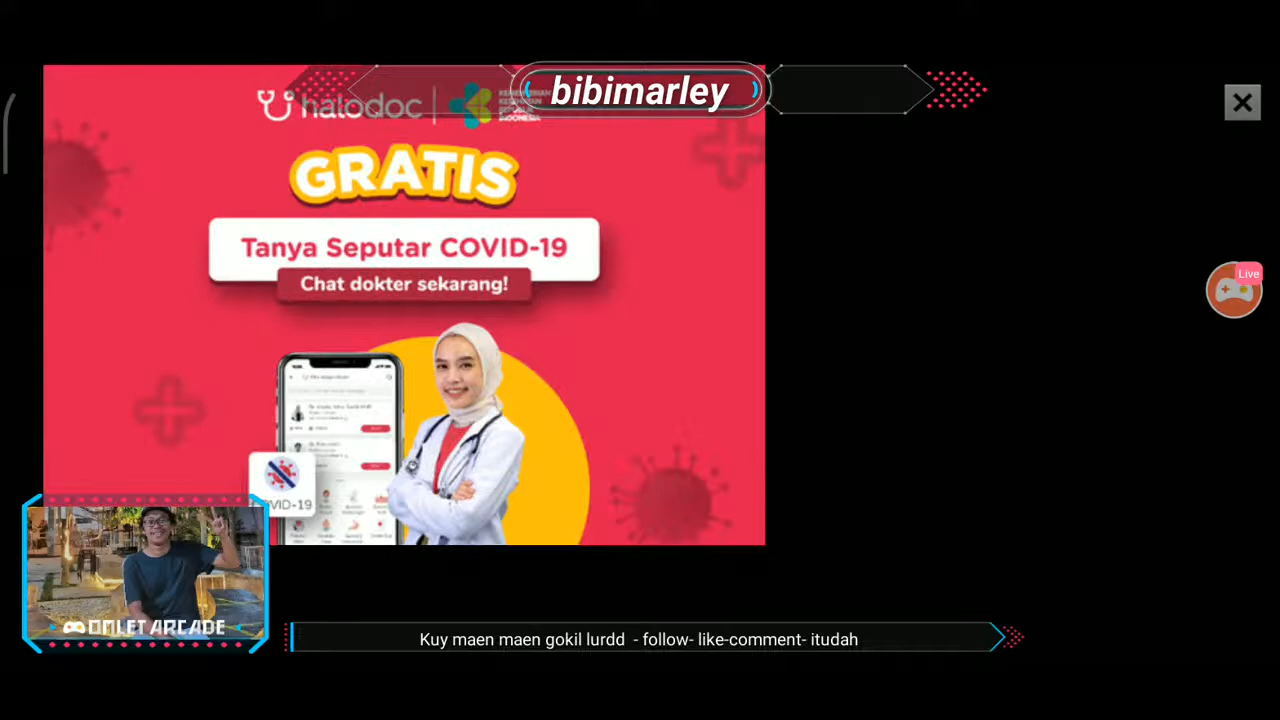 bibimarley
halodoc
GRATIS
Tanya Seputar COVID-19
Chat dokter sekarang!
Live
OMLET ARCADE
Kuy maen maen gokil lurdd - follow- like-comment- itudah